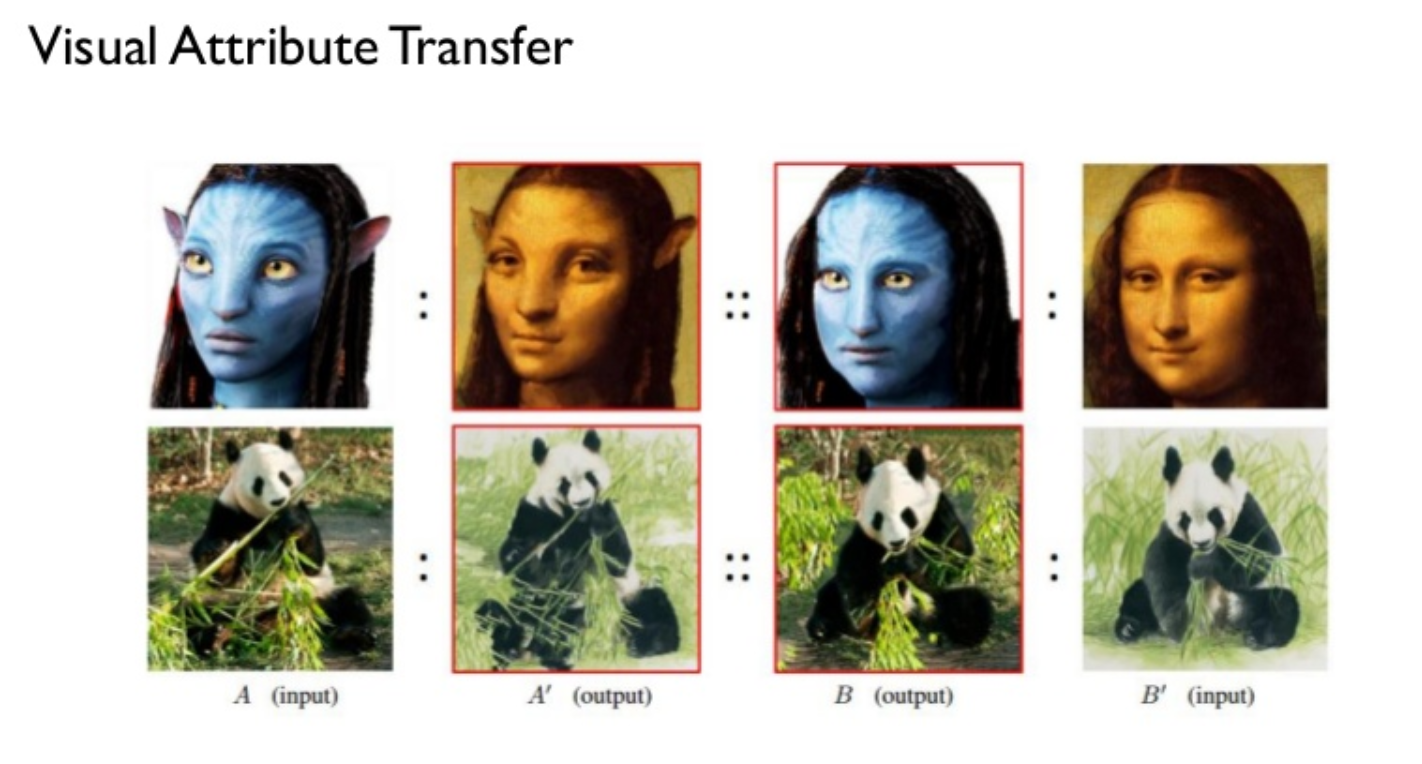 Visual Attribute Transfer
: :: :
: :: :
A (input) A′ (output) B (output) B′ (input)